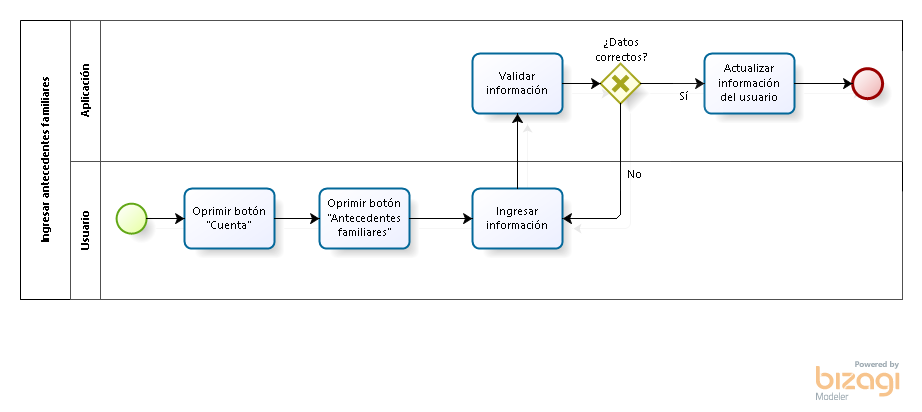 Ingresar antecedentes familiares
Aplicación
Validar
información
¿Datos
correctos?
Sí
No
Actualizar
información
del usuario
Usuario
Oprimir botón
"Cuenta"
Oprimir botón
"Antecedentes
familiares"
Ingresar
información
Powered by
bizagi
Modeler